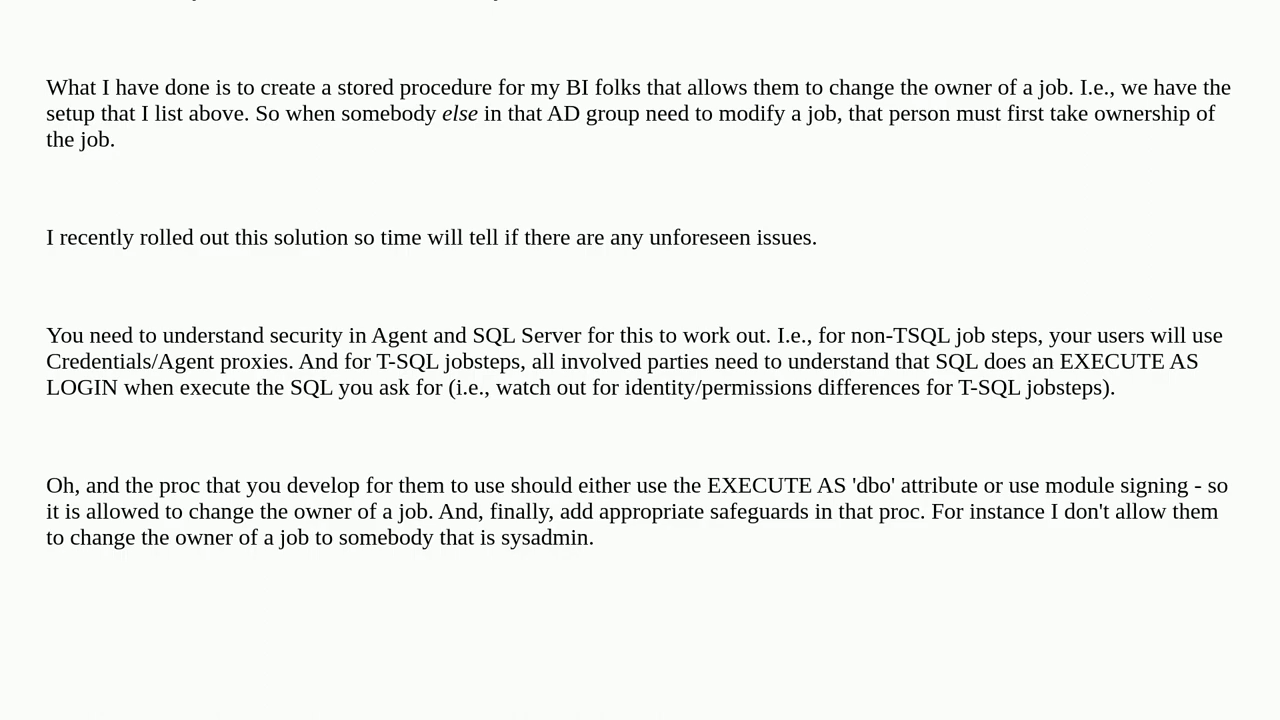 What I have done is to create a stored procedure for my BI folks that allows them to change the owner of a job. I.e., we have the
setup that I list above. So when somebody else in that AD group need to modify a job, that person must first take ownership of
the job.
I recently rolled out this solution so time will tell if there are any unforeseen issues.
You need to understand security in Agent and SQL Server for this to work out. I.e., for non-TSQL job steps, your users will use
Credentials/Agent proxies. And for T-SQL jobsteps, all involved parties need to understand that SQL does an EXECUTE AS
LOGIN when execute the SQL you ask for (i.e., watch out for identity/permissions differences for T-SQL jobsteps).
Oh, and the proc that you develop for them to use should either use the EXECUTE AS 'dbo' attribute or use module signing - so
it is allowed to change the owner of a job. And, finally, add appropriate safeguards in that proc. For instance I don't allow them
to change the owner of a job to somebody that is sysadmin.